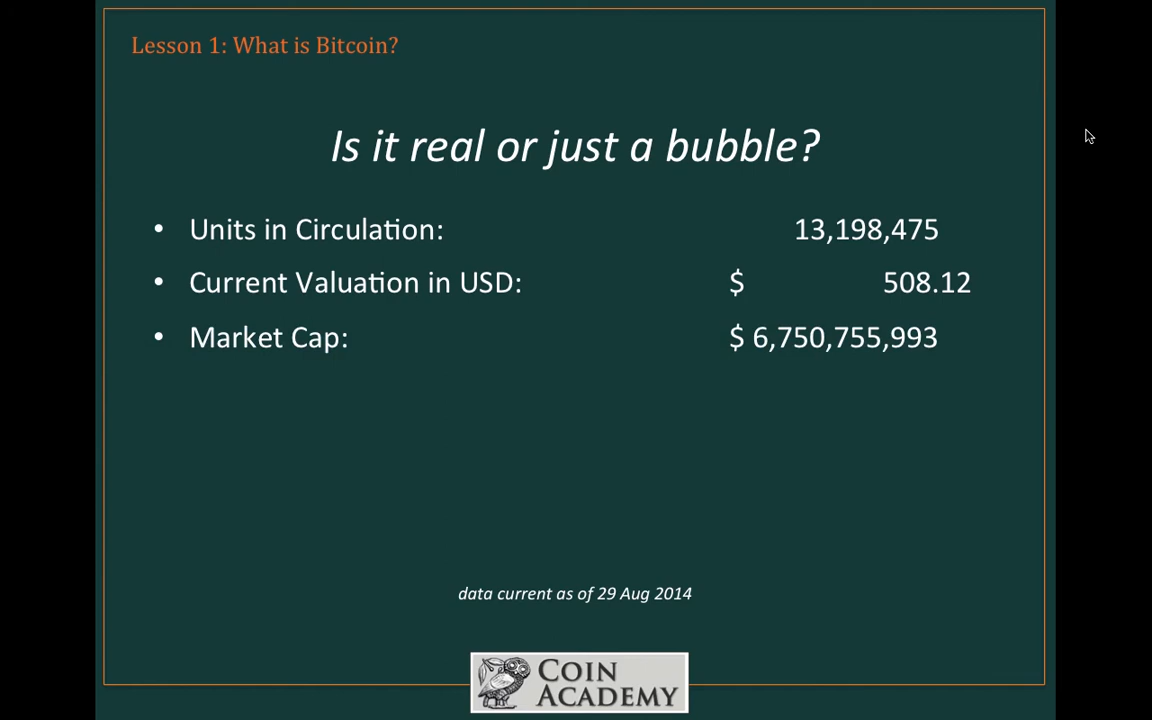 Lesson 1: What is Bitcoin?
Is it real or just a bubble?
• Units in Circulation: 13,198,475
• Current Valuation in USD: $ 508.12
• Market Cap: $ 6,750,755,993
data current as of 29 Aug 2014
COIN
ACADEMY